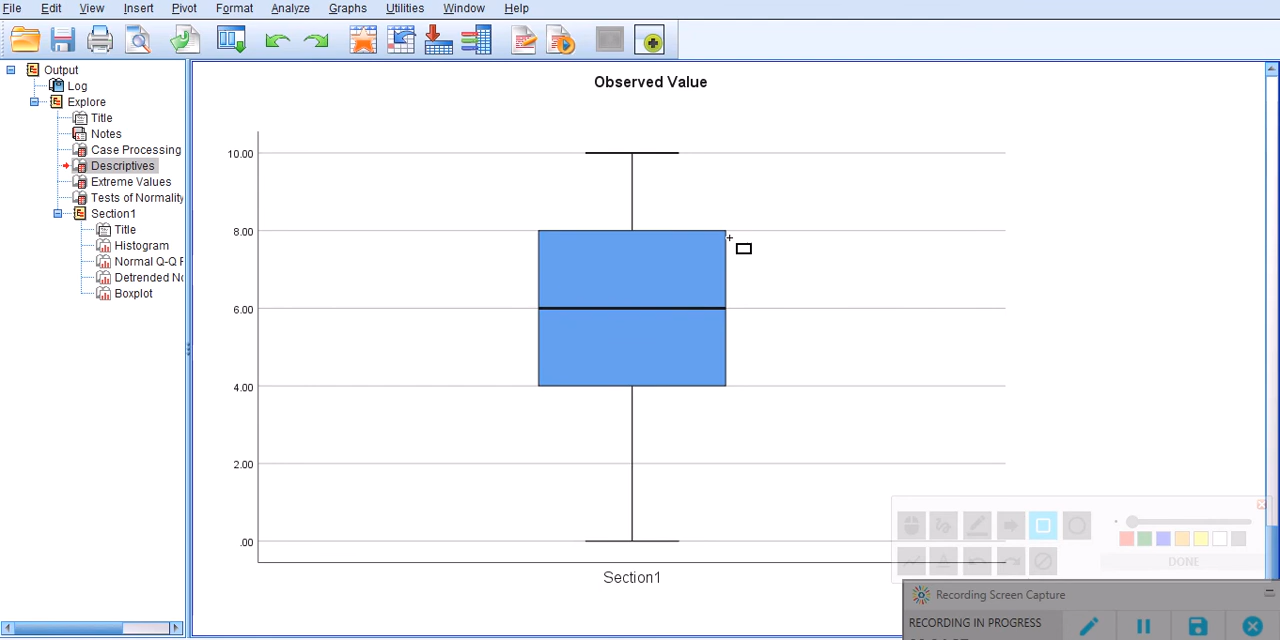 File Edit View Insert Pivot Format Analyze Graphs Utilities Window Help
Output
Log
Explore
Title
Notes
Case Processing
Descriptives
Extreme Values
Tests of Normality
Section1
Title
Histogram
Normal Q-Q
Detrended
Boxplot
Observed Value
10.00
8.00
6.00
4.00
2.00
.00
Section1
DONE
Recording Screen Capture
RECORDING IN PROGRESS